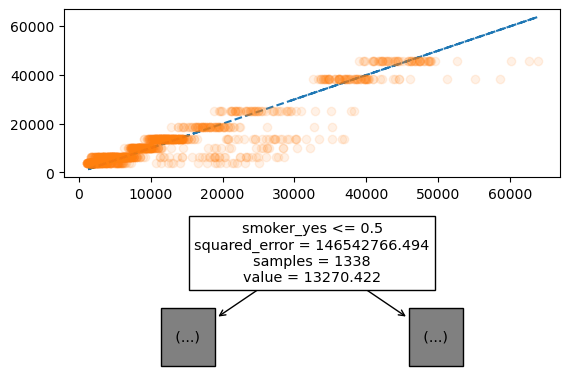 60000
40000
20000
0
0 10000 20000 30000 40000 50000 60000
smoker_yes <= 0.5
squared_error = 146542766.494
samples = 1338
value = 13270.422
(...) (...)